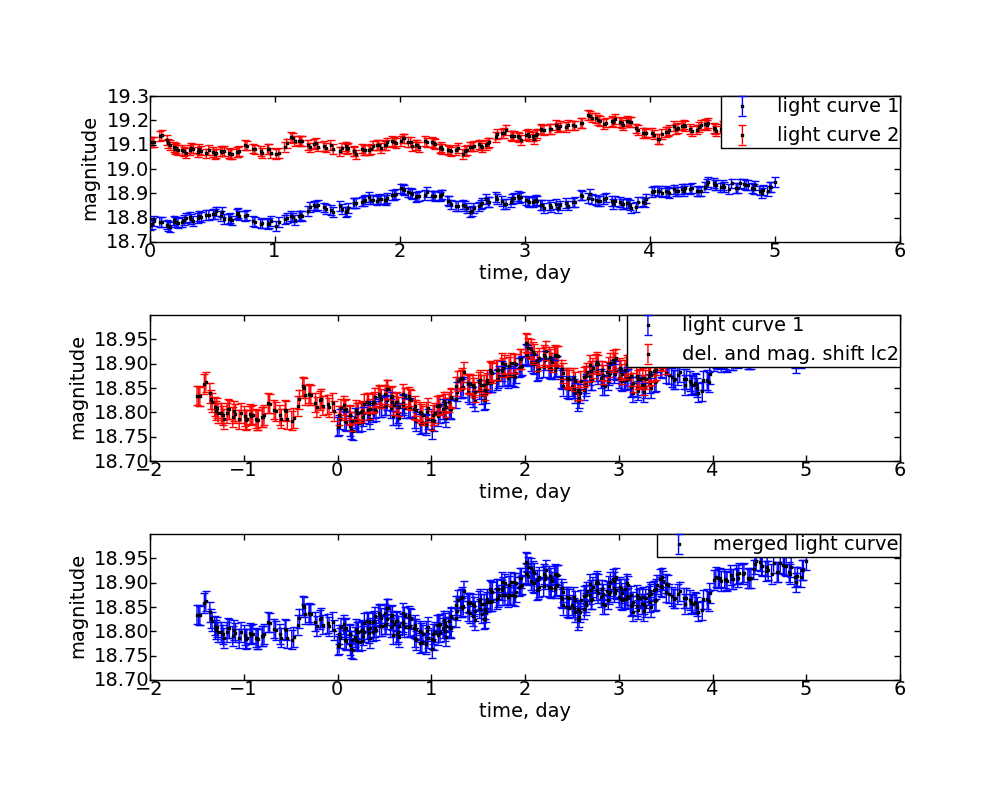 19.3
19.2
19.1
19.0
18.9
18.8
18.7
magnitude
light curve 1
light curve 2
0 1 2 3 4 5 6
time, day
18.95
18.90
18.85
18.80
18.75
18.70
magnitude
light curve 1
del. and mag. shift lc2
−2 −1 0 1 2 3 4 5 6
time, day
18.95
18.90
18.85
18.80
18.75
18.70
magnitude
merged light curve
−2 −1 0 1 2 3 4 5 6
time, day